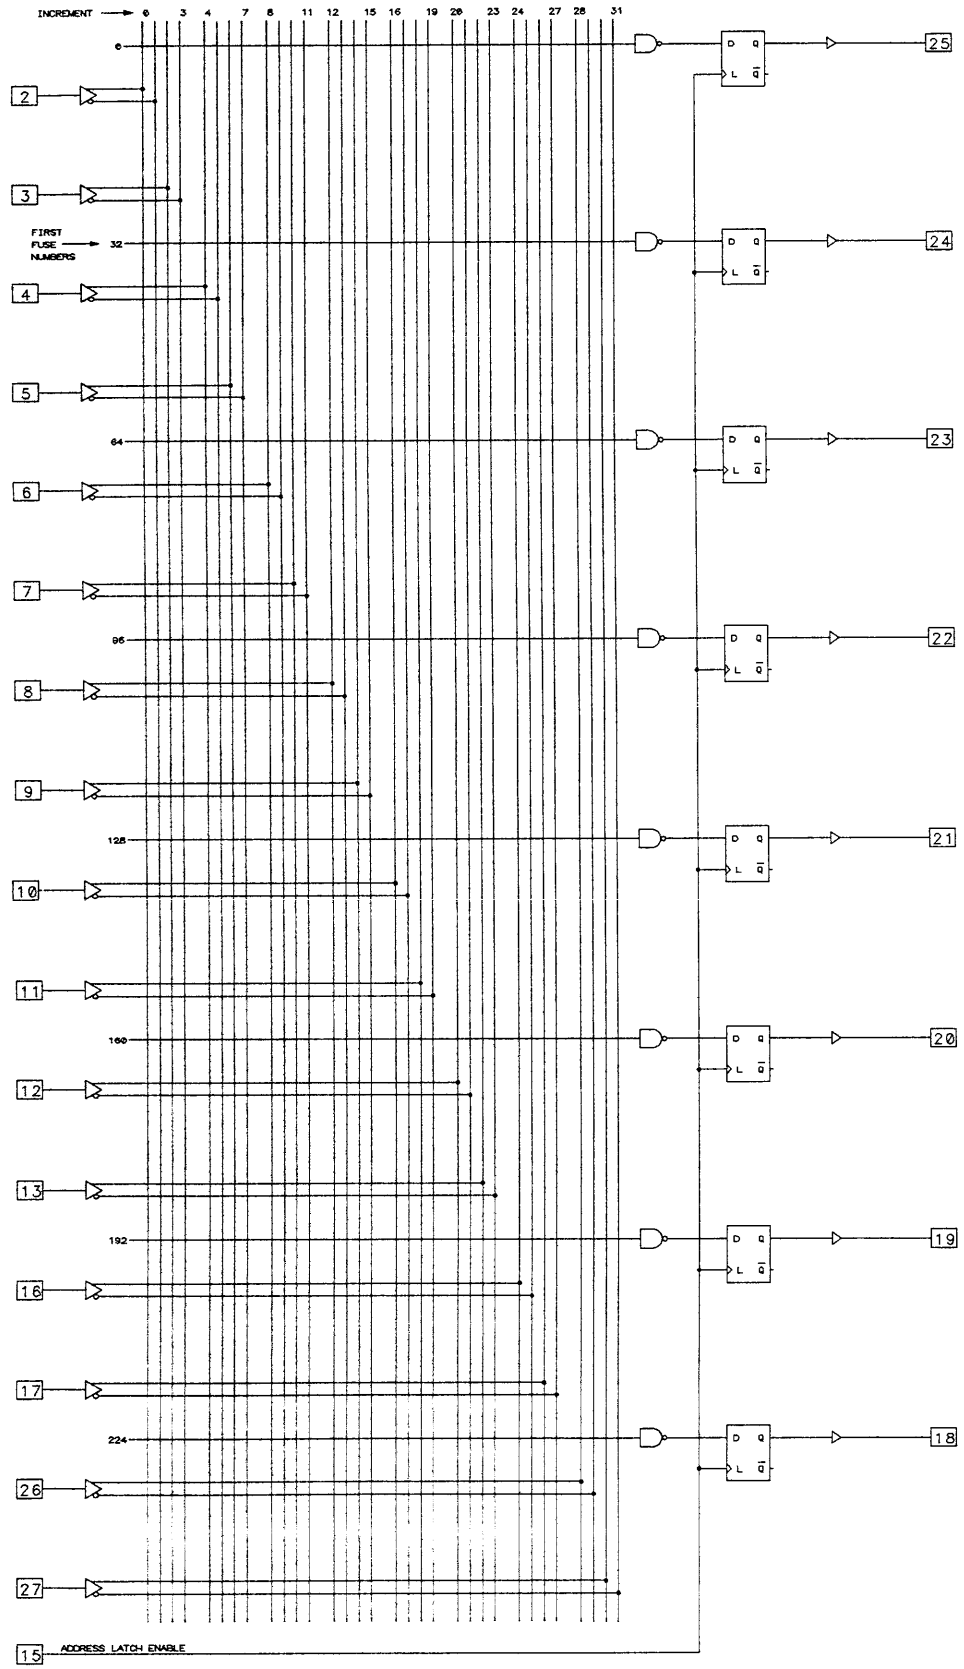 INCREMENT 0 3 4 7 8 11 12 15 16 19 20 23 24 27 28 31
0 D Q 25
L Q̅
2
3
FIRST
FUSE 32 D Q 24
NUMBERS
L Q̅
4
5
64 D Q 23
L Q̅
6
7
96 D Q 22
L Q̅
8
9
128 D Q 21
L Q̅
10
11
160 D Q 20
L Q̅
12
13
192 D Q 19
L Q̅
16
17
224 D Q 18
L Q̅
26
27
15 ADDRESS LATCH ENABLE